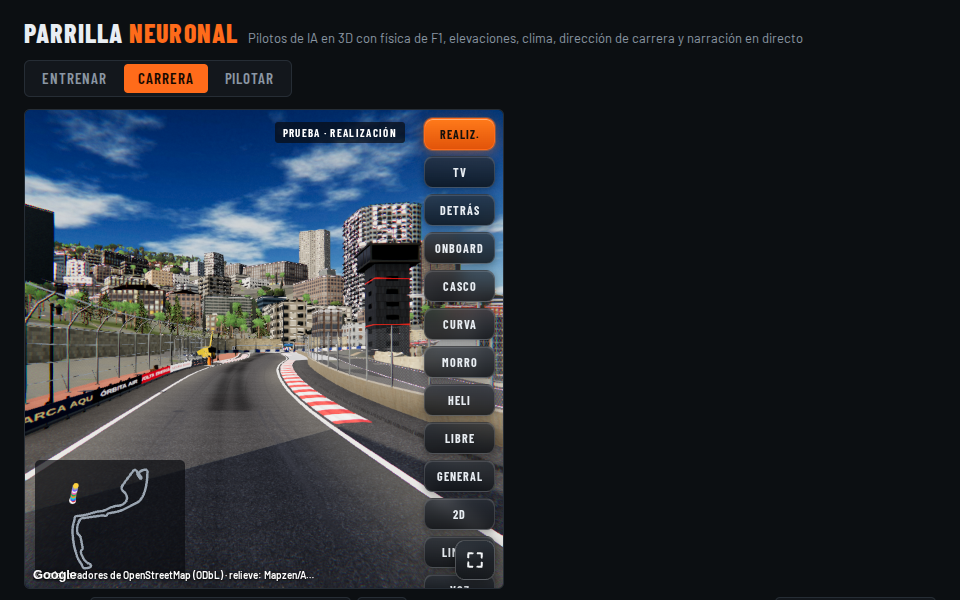 PARRILLA NEURONAL Pilotos de IA en 3D con física de F1, elevaciones, clima, dirección de carrera y narración en directo
ENTRENAR CARRERA PILOTAR
PRUEBA · REALIZACIÓN
REALIZ.
TV
DETRÁS
ONBOARD
CASCO
CURVA
MORRO
HELI
LIBRE
GENERAL
2D
ARCA AQU ÓRBITA AIR
Google adores de OpenStreetMap (ODbL) · relieve: Mapzen/A...